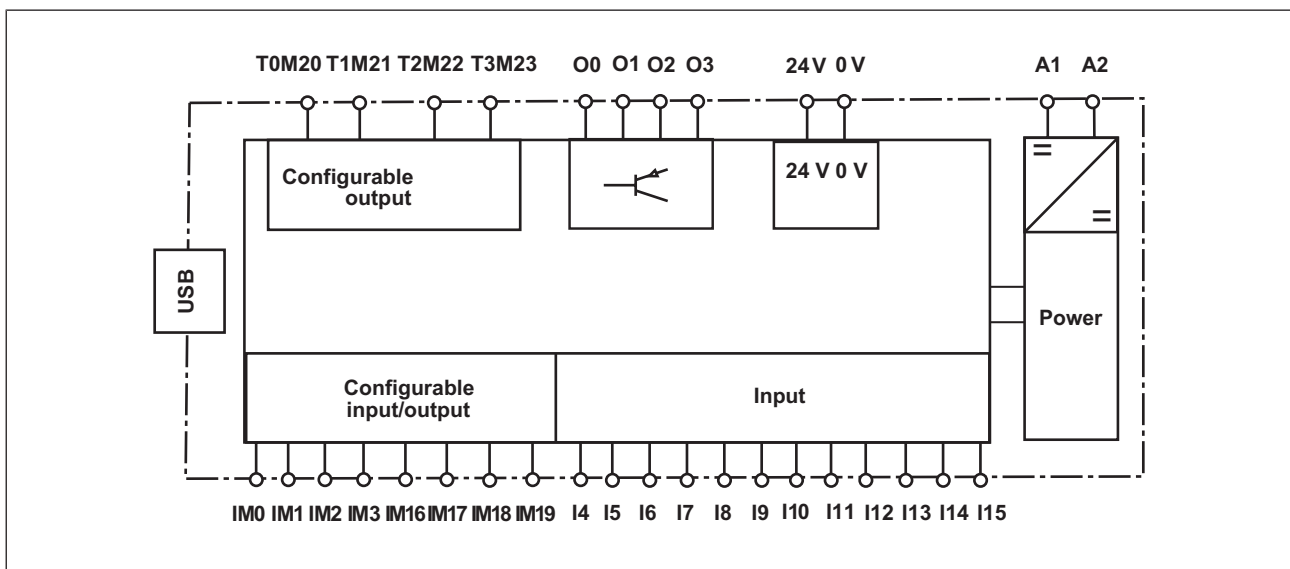 T0M20 T1M21 T2M22 T3M23 O0 O1 O2 O3 24 V 0 V A1 A2
Configurable
output
24 V 0 V
USB
Power
Configurable
input/output
Input
IM0 IM1 IM2 IM3 IM16 IM17 IM18 IM19 I4 I5 I6 I7 I8 I9 I10 I11 I12 I13 I14 I15